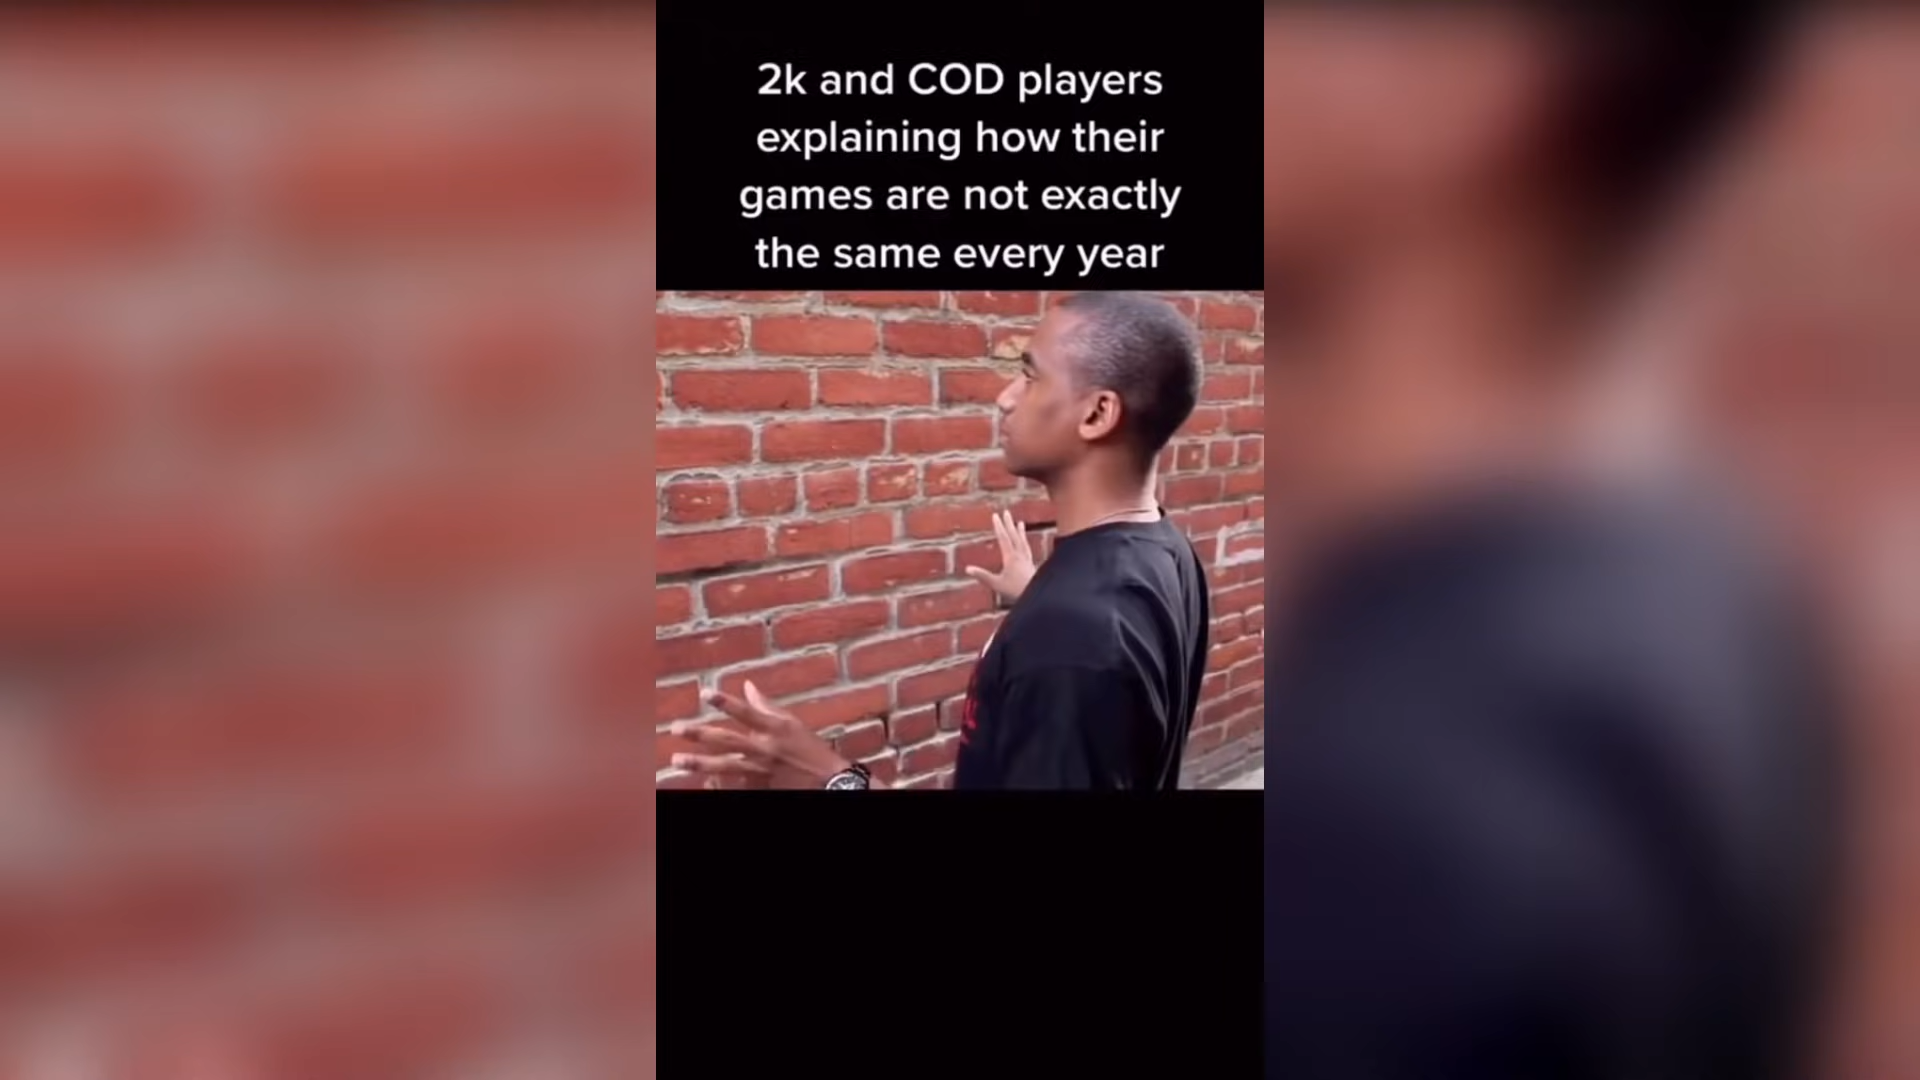 2k and COD players
explaining how their
games are not exactly
the same every year